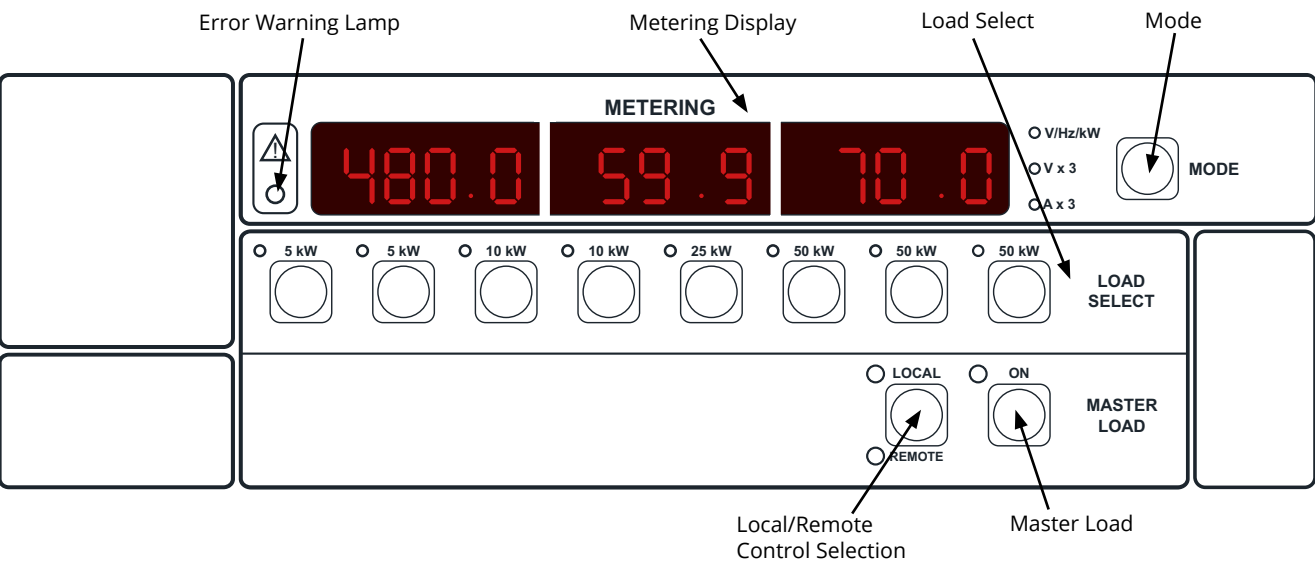 Error Warning Lamp
Metering Display
Load Select
Mode
METERING
480.0
59.9
70.0
V/Hz/kW
V x 3
A x 3
MODE
5 kW
5 kW
10 kW
10 kW
25 kW
50 kW
50 kW
50 kW
LOAD
SELECT
LOCAL
ON
MASTER
LOAD
REMOTE
Local/Remote
Control Selection
Master Load